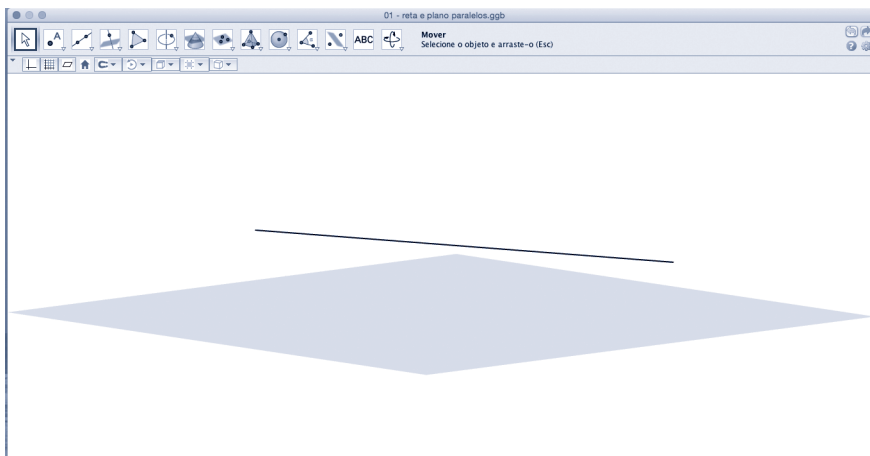 01 - reta e plano paralelos.ggb
A
ABC
Mover
Selecione o objeto e arraste-o (Esc)